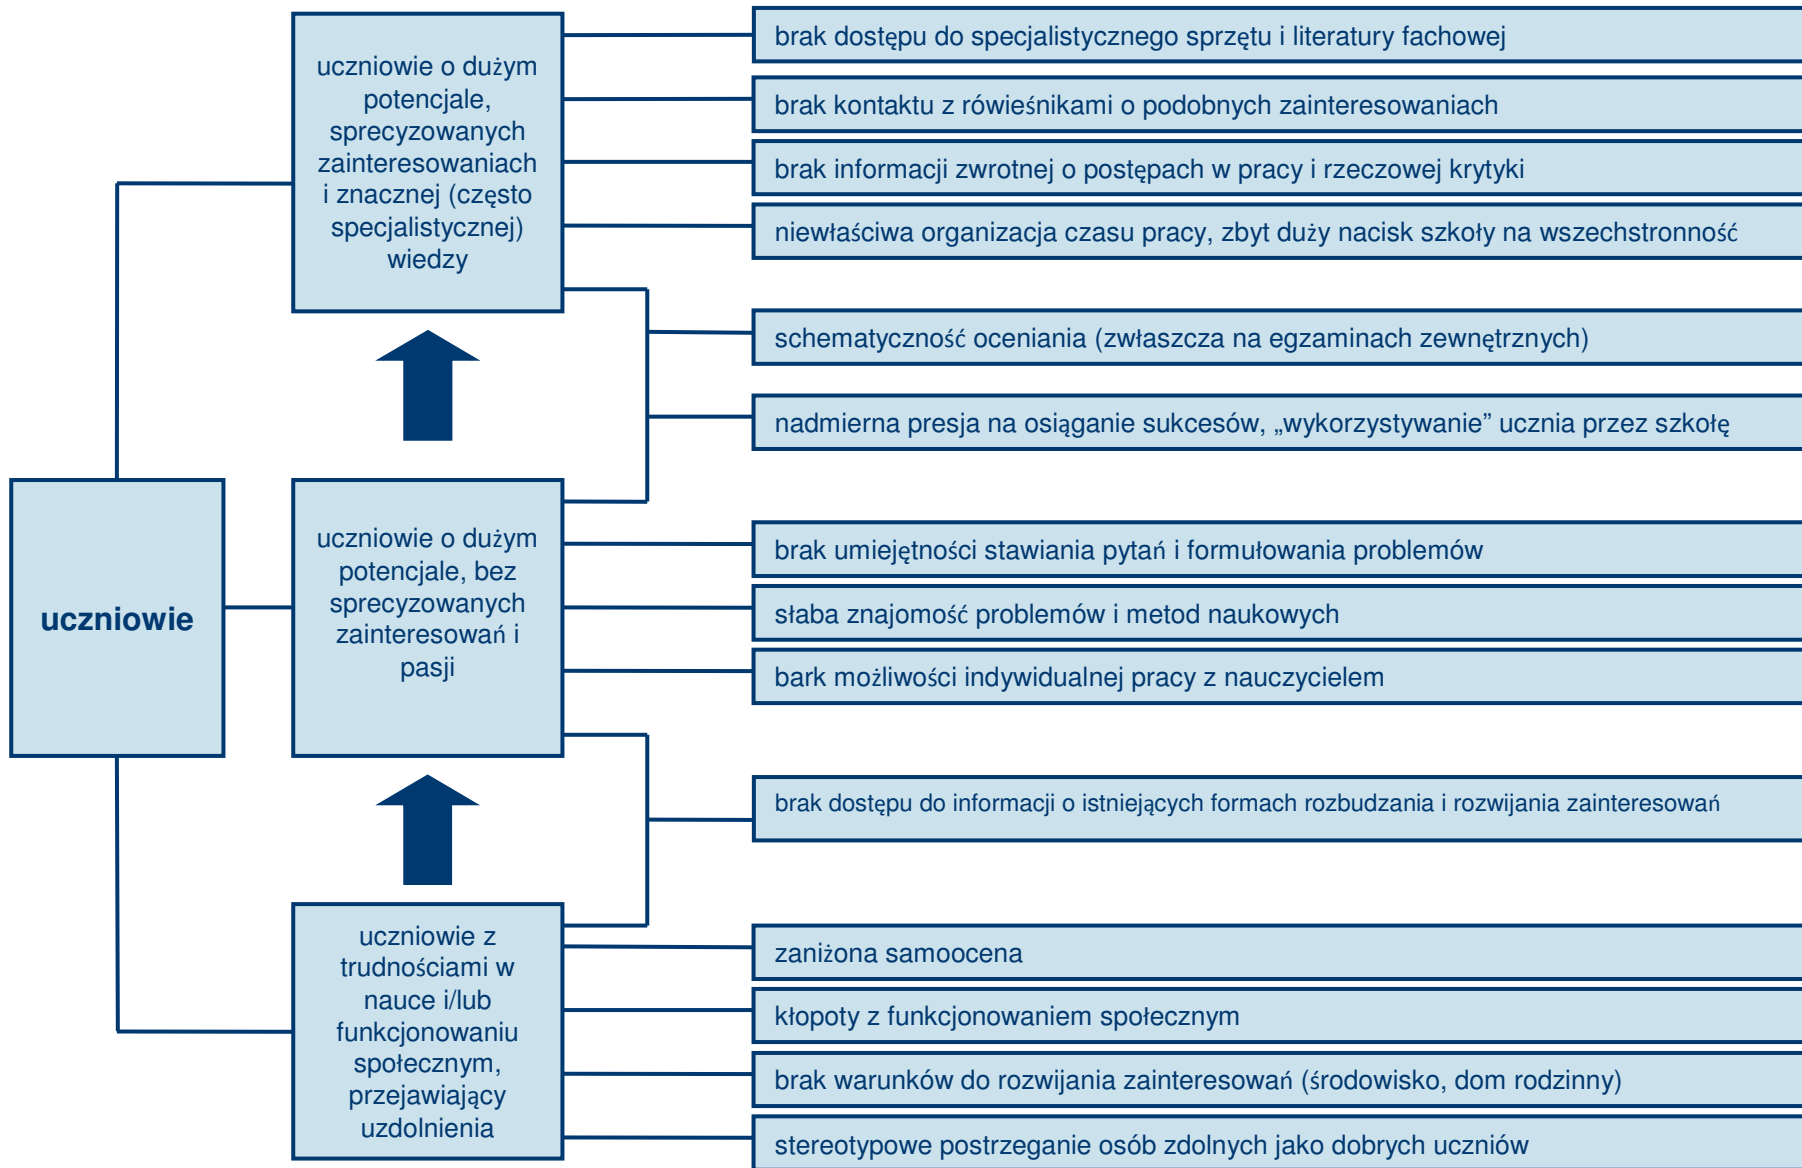 uczniowie
uczniowie o dużym
potencjale,
sprecyzowanych
zainteresowaniach
i znacznej (często
specjalistycznej)
wiedzy
brak dostępu do specjalistycznego sprzętu i literatury fachowej
brak kontaktu z rówieśnikami o podobnych zainteresowaniach
brak informacji zwrotnej o postępach w pracy i rzeczowej krytyki
niewłaściwa organizacja czasu pracy, zbyt duży nacisk szkoły na wszechstronność
schematyczność oceniania (zwłaszcza na egzaminach zewnętrznych)
nadmierna presja na osiąganie sukcesów, „wykorzystywanie” ucznia przez szkołę
uczniowie o dużym
potencjale, bez
sprecyzowanych
zainteresowań i
pasji
brak umiejętności stawiania pytań i formułowania problemów
słaba znajomość problemów i metod naukowych
bark możliwości indywidualnej pracy z nauczycielem
brak dostępu do informacji o istniejących formach rozbudzania i rozwijania zainteresowań
uczniowie z
trudnościami w
nauce i/lub
funkcjonowaniu
społecznym,
przejawiający
uzdolnienia
zaniżona samoocena
kłopoty z funkcjonowaniem społecznym
brak warunków do rozwijania zainteresowań (środowisko, dom rodzinny)
stereotypowe postrzeganie osób zdolnych jako dobrych uczniów